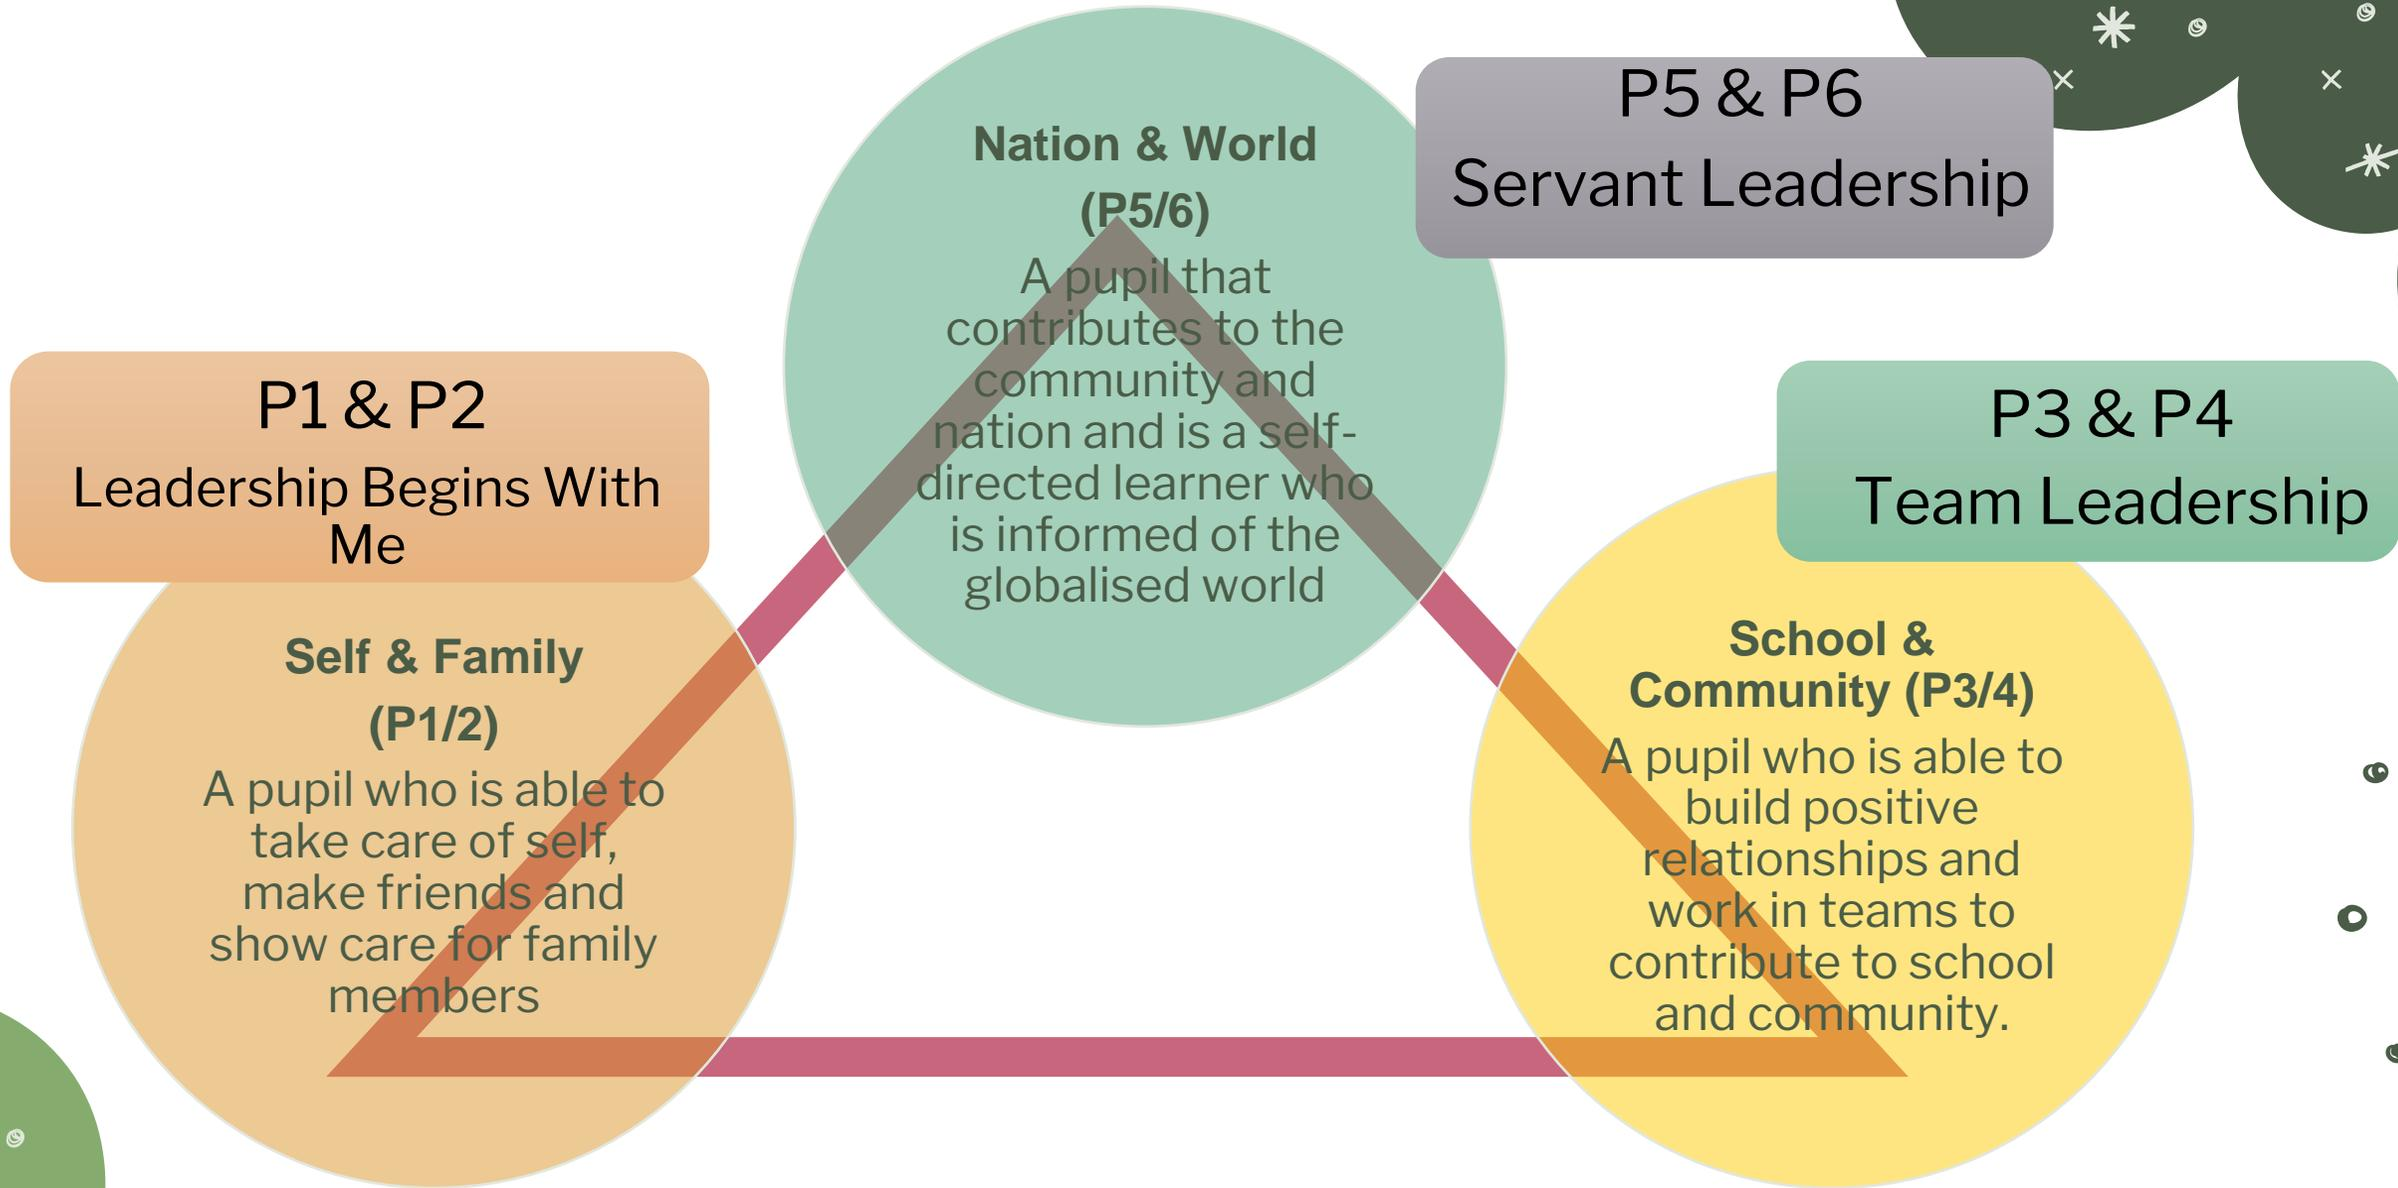 Nation & World
(P5/6)
A pupil that
contributes to the
community and
nation and is a self-
directed learner who
is informed of the
globalised world
P5 & P6
Servant Leadership
P1 & P2
Leadership Begins With
Me
Self & Family
(P1/2)
A pupil who is able to
take care of self,
make friends and
show care for family
members
P3 & P4
Team Leadership
School &
Community (P3/4)
A pupil who is able to
build positive
relationships and
work in teams to
contribute to school
and community.